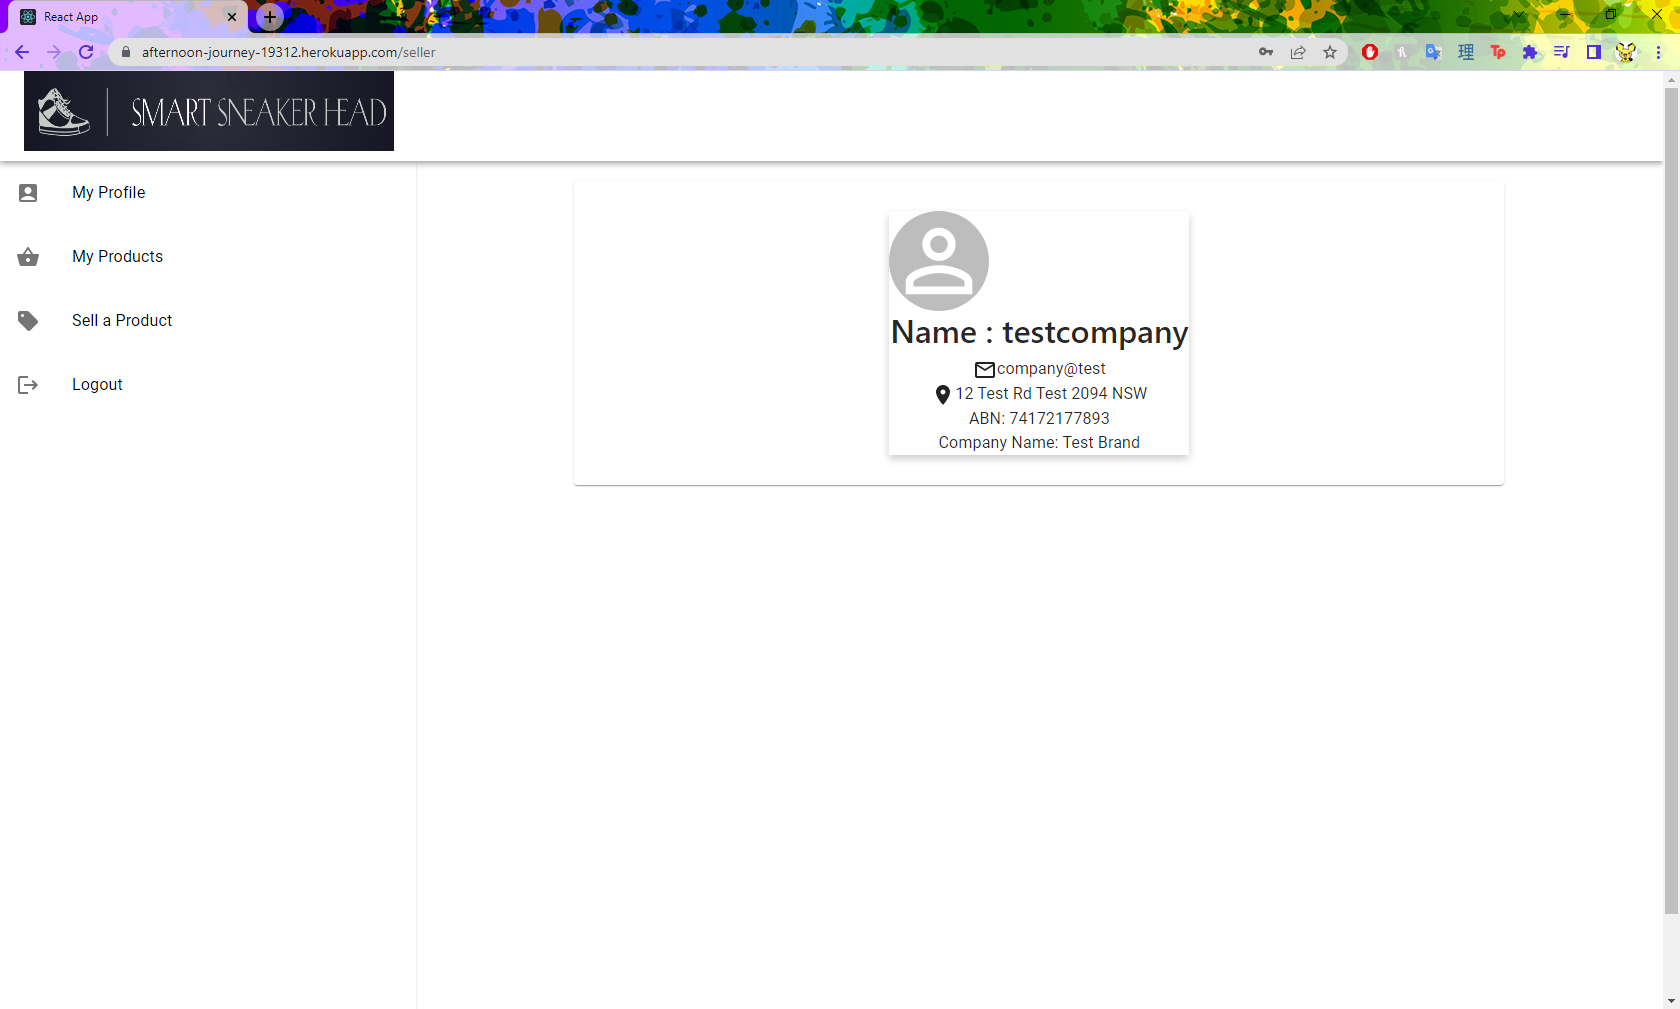 React App
afternoon-journey-19312.herokuapp.com/seller
Tp
SMART SNEAKER HEAD
My Profile
My Products
Sell a Product
Logout
Name : testcompany
company@test
12 Test Rd Test 2094 NSW
ABN: 74172177893
Company Name: Test Brand